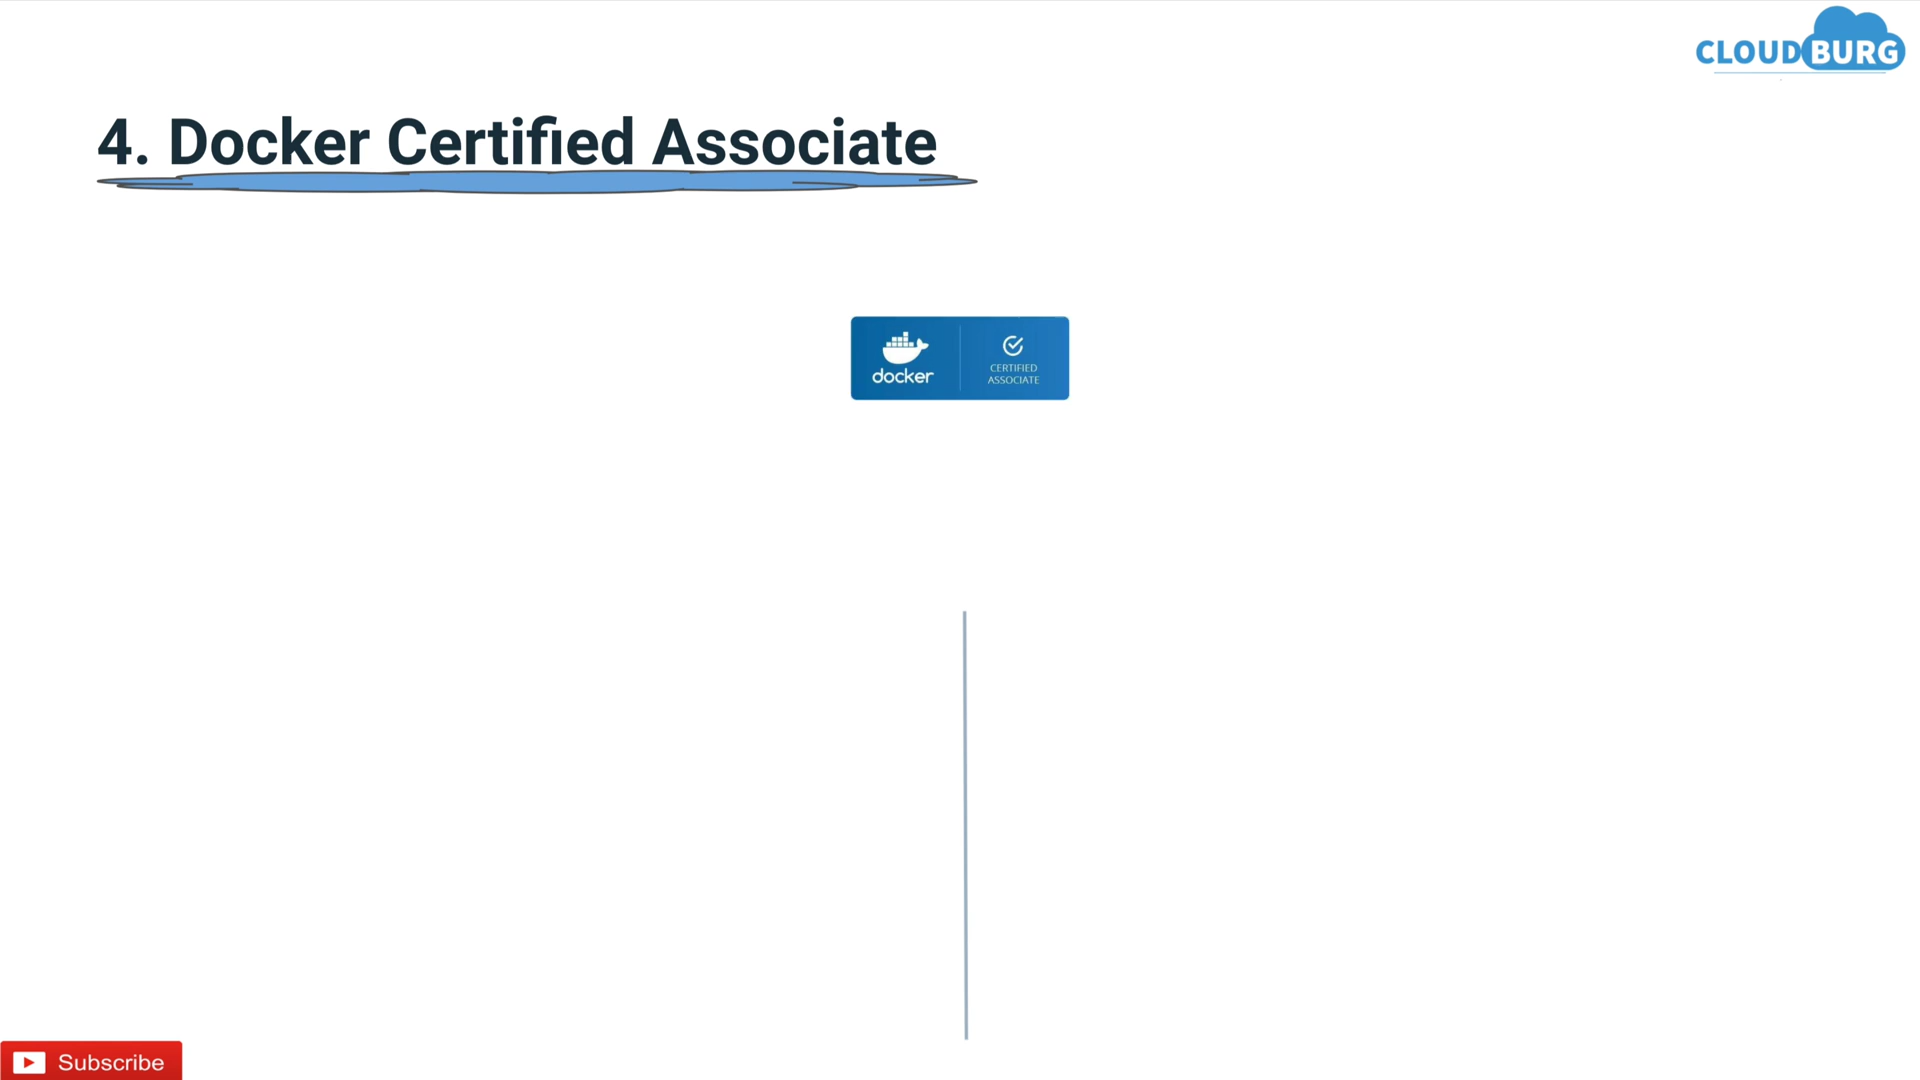 CLOUDBURG
4. Docker Certified Associate
docker
CERTIFIED
ASSOCIATE
Subscribe